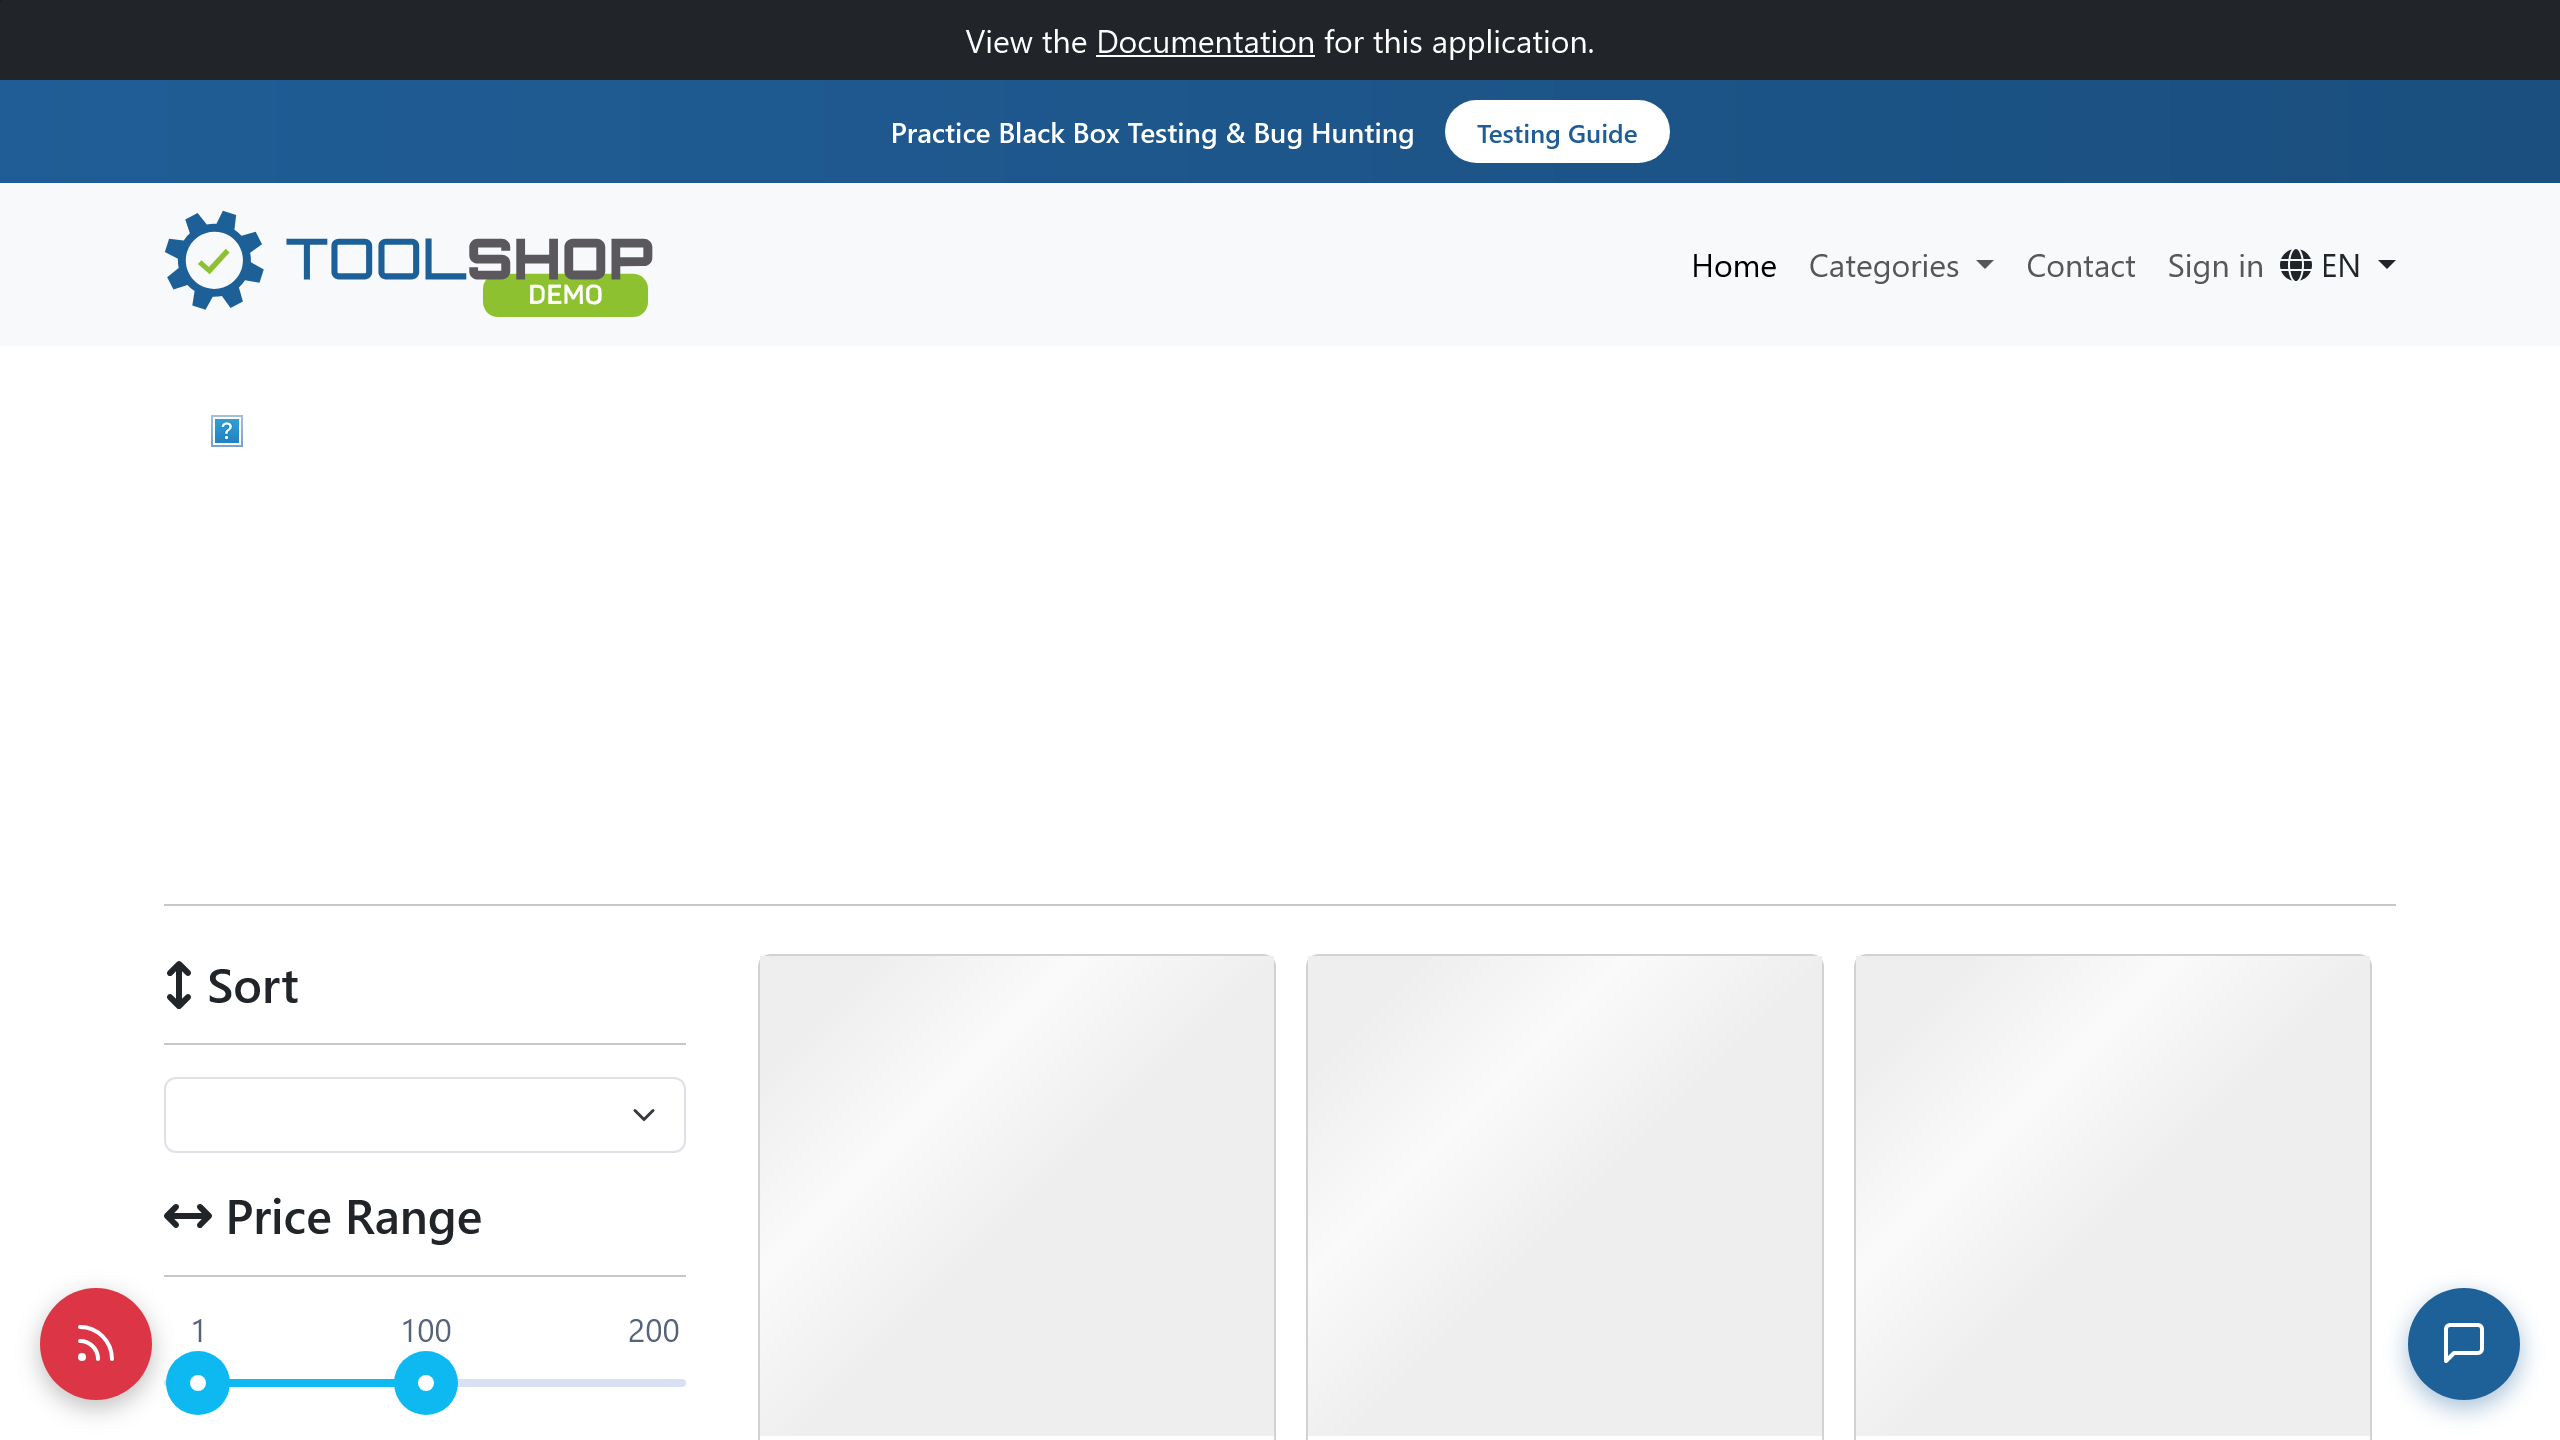 View the Documentation for this application.
Practice Black Box Testing & Bug Hunting
Testing Guide
TOOLSHOP
DEMO
Home
Categories
Contact
Sign in
EN
Sort
Price Range
1
100
200